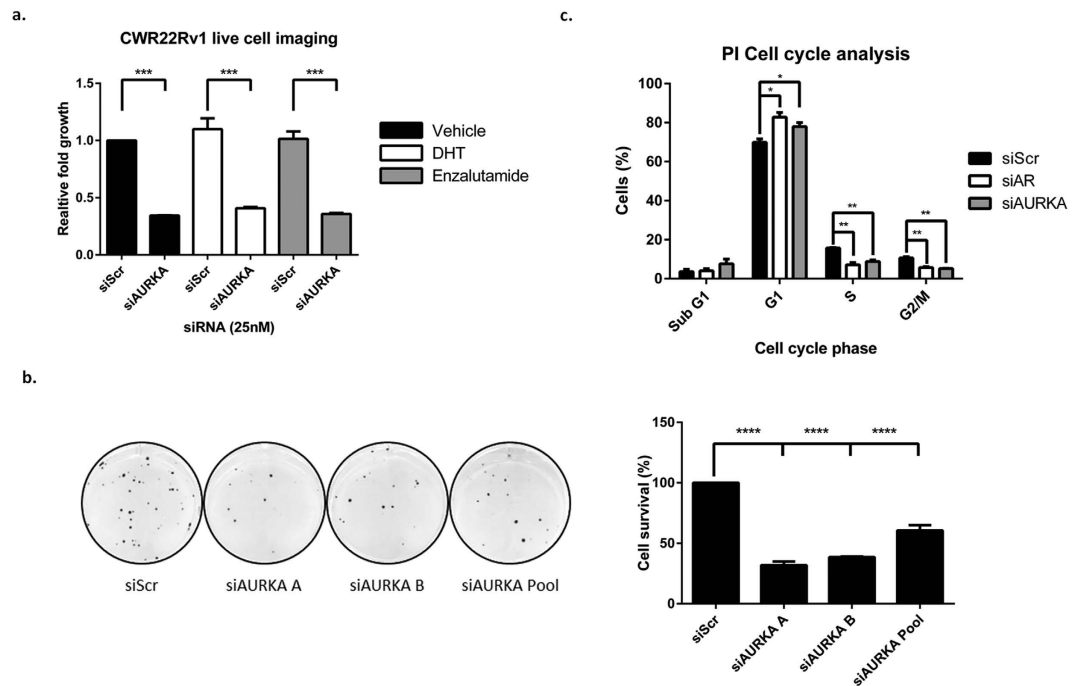 a.
CWR22Rv1 live cell imaging
***
***
***
1.5
1.0
0.5
0.0
Realtive fold growth
siScr
siAURKA
siScr
siAURKA
siScr
siAURKA
siRNA (25nM)
Vehicle
DHT
Enzalutamide
c.
PI Cell cycle analysis
*
*
**
**
**
**
100
80
60
40
20
0
Cells (%)
Sub G1
G1
S
G2/M
Cell cycle phase
siScr
siAR
siAURKA
b.
siScr
siAURKA A
siAURKA B
siAURKA Pool
****
****
****
150
100
50
0
Cell survival (%)
siScr
siAURKA A
siAURKA B
siAURKA Pool